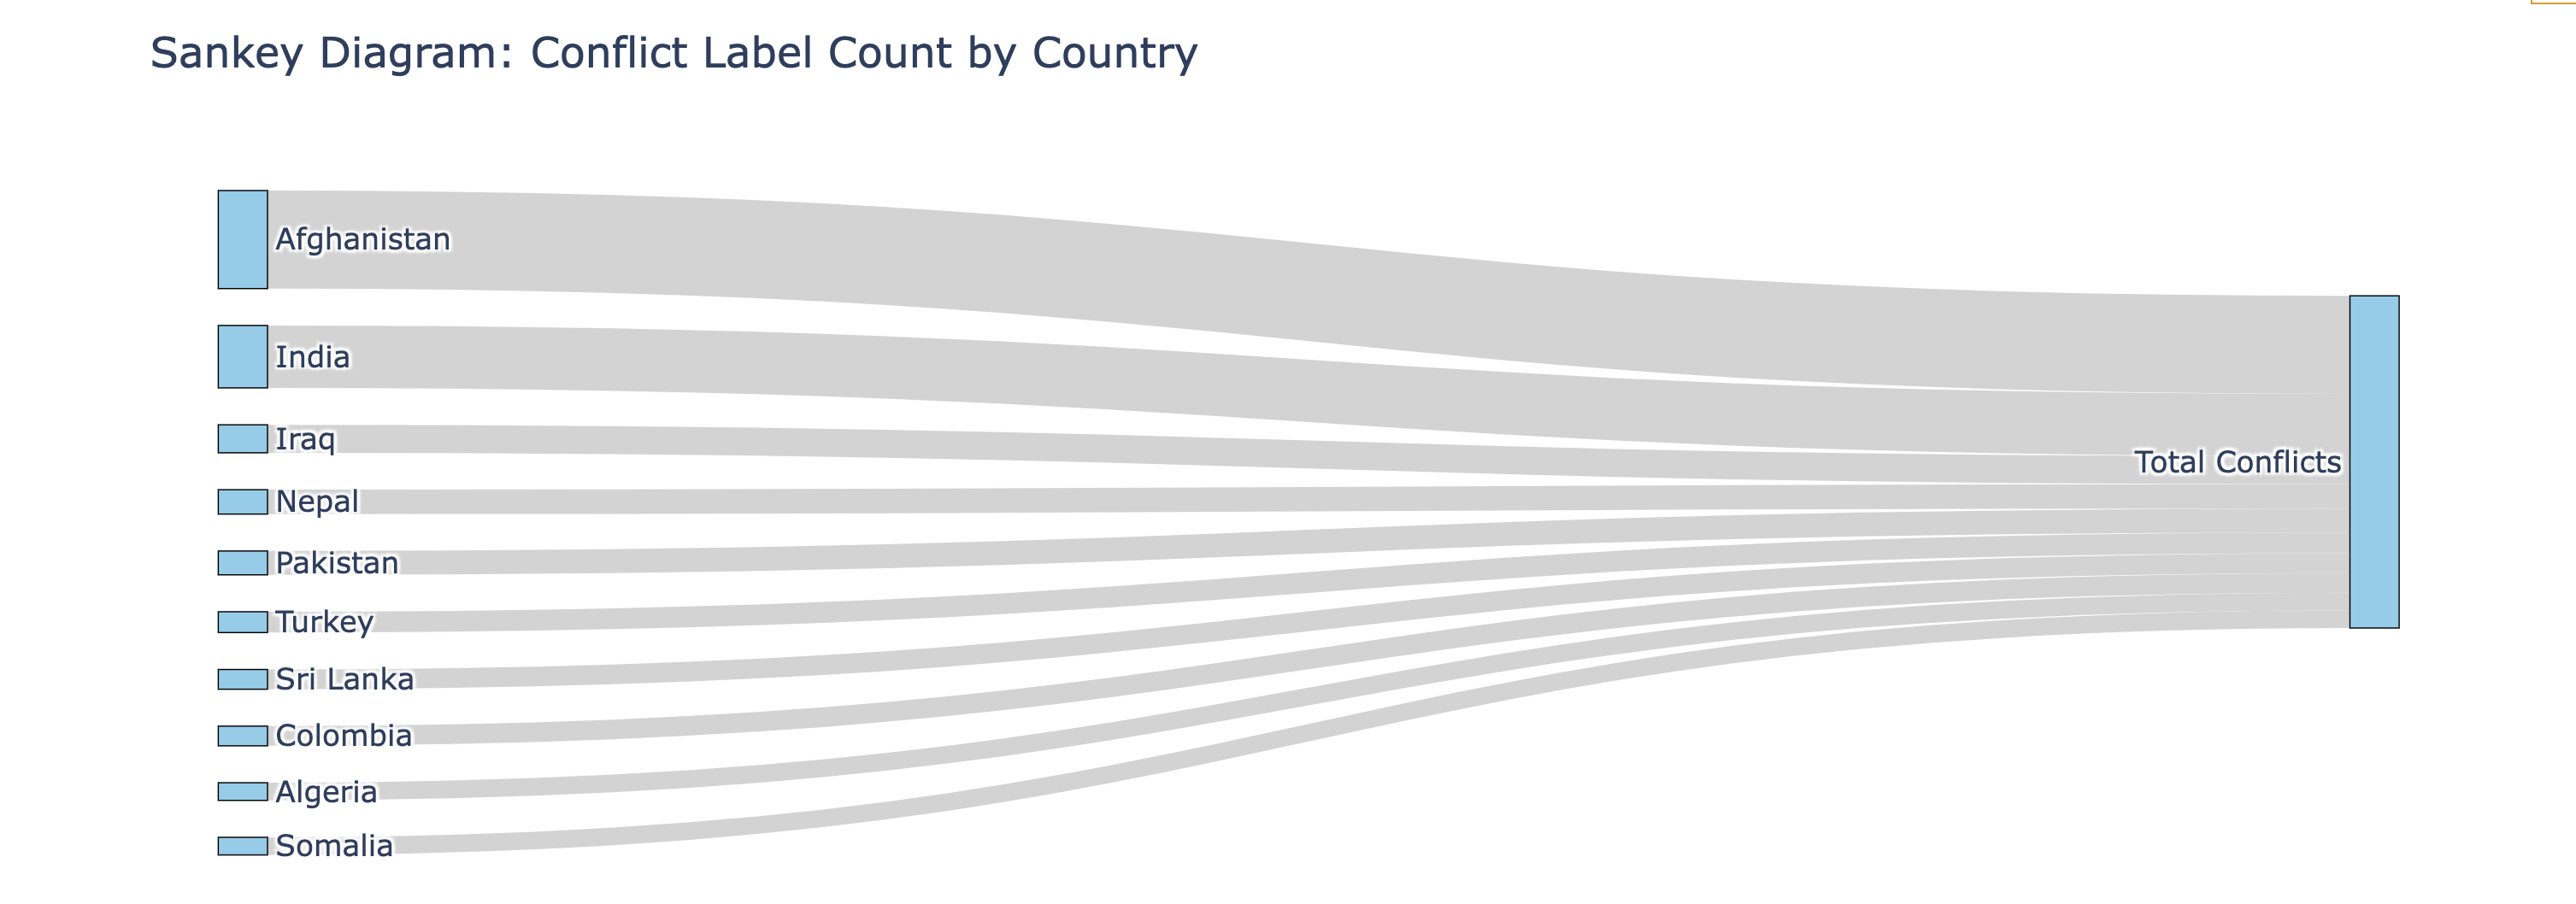 Sankey Diagram: Conflict Label Count by Country
Afghanistan
India
Iraq
Total Conflicts
Nepal
Pakistan
Turkey
Sri Lanka
Colombia
Algeria
Somalia